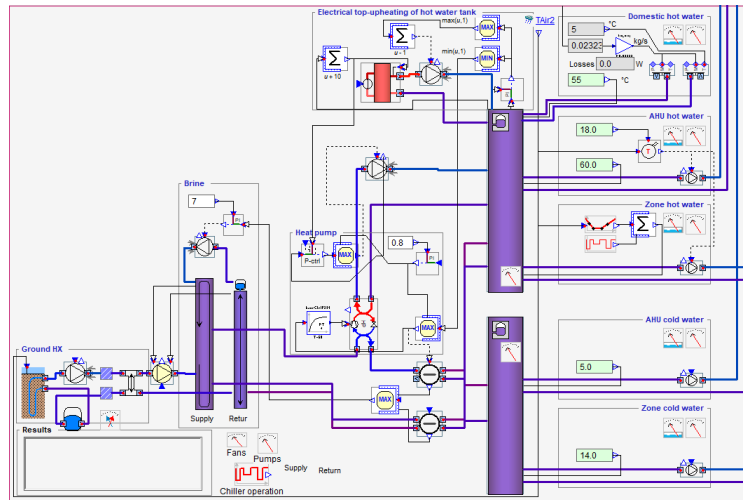 Electrical top-upheating of hot water tank
max(u,1)
TAir2
Domestic hot water
MAX
5
°C
u - 1
0.02323
kg/s
min(u,1)
Losses
0.0
W
MIN
u + 10
55
°C
PI
AHU hot water
18.0
T
60.0
Brine
7
PI
Zone hot water
Heat pump
0.8
P-ctrl
MAX
PI
MAX
Ground HX
AHU cold water
5.0
MAX
Zone cold water
Supply
Retur
Results
Fans
Pumps
Supply
Return
14.0
Chiller operation